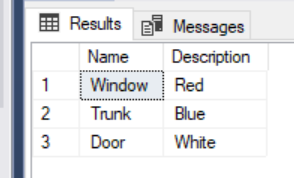 Results Messages
Name Description
1 Window Red
2 Trunk Blue
3 Door White